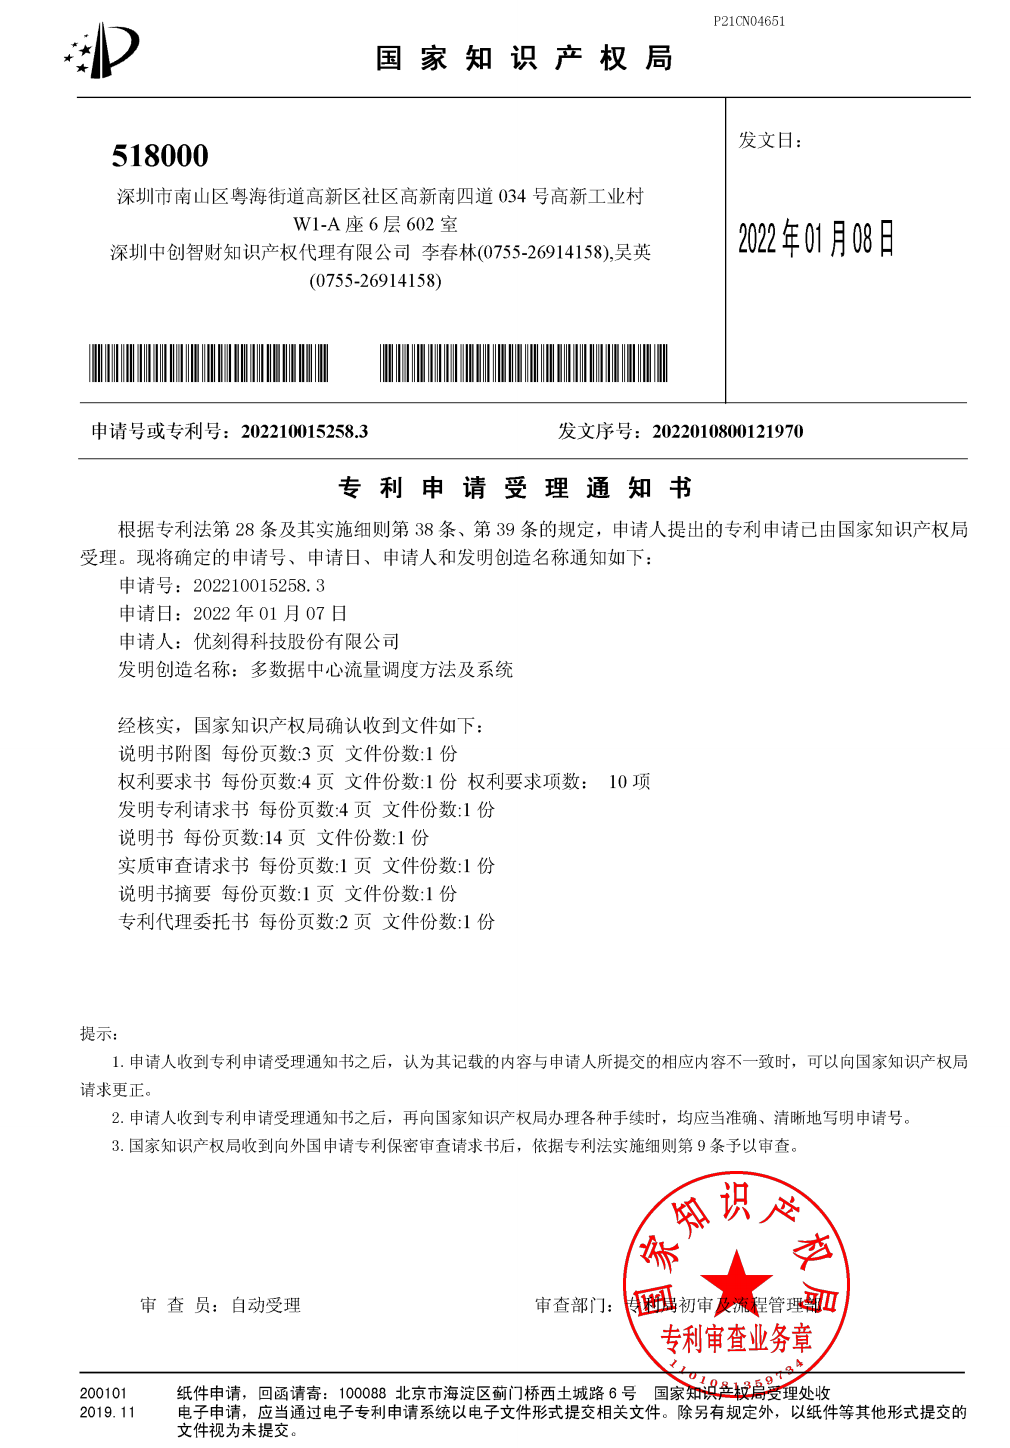 P21CN04651
国家知识产权局
518000
深圳市南山区粤海街道高新区社区高新南四道 034 号高新工业村
W1-A 座 6 层 602 室
深圳中创智财知识产权代理有限公司 李春林(0755-26914158),吴英
(0755-26914158)
发文日：
2022 年 01 月 08 日
申请号或专利号：202210015258.3
发文序号：2022010800121970
专利申请受理通知书
根据专利法第 28 条及其实施细则第 38 条、第 39 条的规定，申请人提出的专利申请已由国家知识产权局
受理。现将确定的申请号、申请日、申请人和发明创造名称通知如下：
申请号：202210015258.3
申请日：2022 年 01 月 07 日
申请人：优刻得科技股份有限公司
发明创造名称：多数据中心流量调度方法及系统
经核实，国家知识产权局确认收到文件如下：
说明书附图 每份页数:3 页 文件份数:1 份
权利要求书 每份页数:4 页 文件份数:1 份 权利要求项数： 10 项
发明专利请求书 每份页数:4 页 文件份数:1 份
说明书 每份页数:14 页 文件份数:1 份
实质审查请求书 每份页数:1 页 文件份数:1 份
说明书摘要 每份页数:1 页 文件份数:1 份
专利代理委托书 每份页数:2 页 文件份数:1 份
提示：
1.申请人收到专利申请受理通知书之后，认为其记载的内容与申请人所提交的相应内容不一致时，可以向国家知识产权局
请求更正。
2.申请人收到专利申请受理通知书之后，再向国家知识产权局办理各种手续时，均应当准确、清晰地写明申请号。
3.国家知识产权局收到向外国申请专利保密审查请求书后，依据专利法实施细则第 9 条予以审查。
审 查 员：自动受理
审查部门：专利局初审及流程管理部
国家知识产权局
专利审查业务章
1101081359734
200101 纸件申请，回函请寄：100088 北京市海淀区蓟门桥西土城路 6 号 国家知识产权局受理处收
2019.11 电子申请，应当通过电子专利申请系统以电子文件形式提交相关文件。除另有规定外，以纸件等其他形式提交的
文件视为未提交。